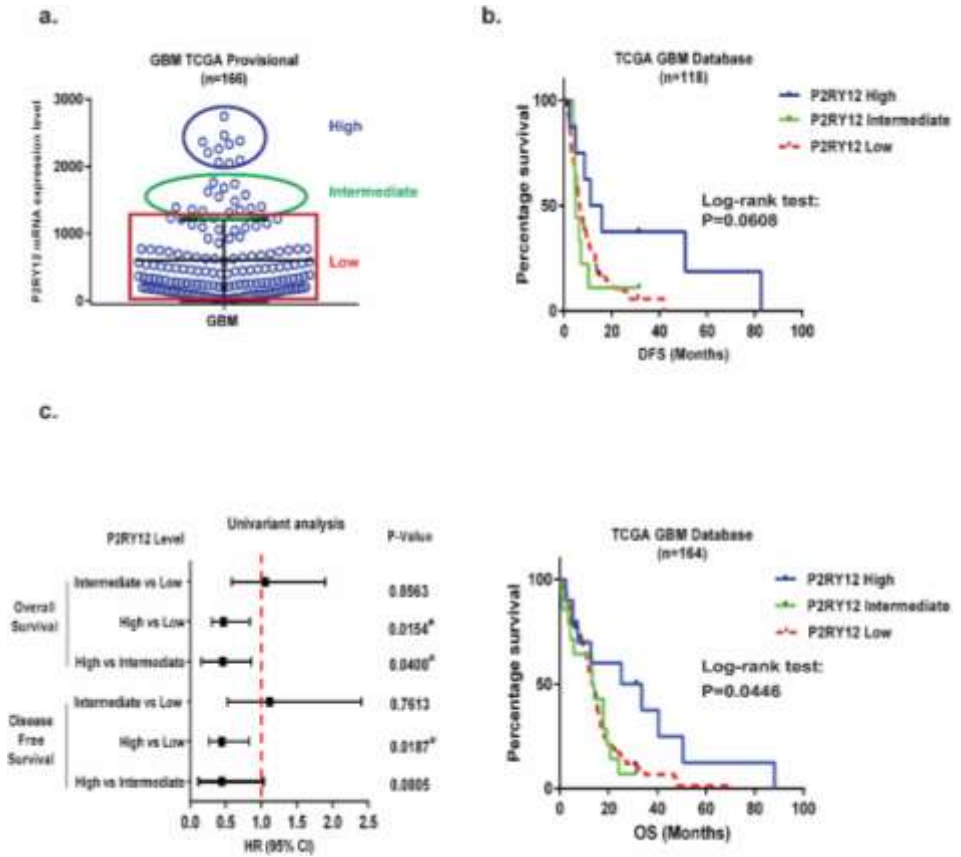 a.
GBM TCGA Provisional
(n=166)
P2RY12 mRNA expression level
3000
2000
1000
0
High
Intermediate
Low
GBM
b.
TCGA GBM Database
(n=118)
Percentage survival
100
50
0
P2RY12 High
P2RY12 Intermediate
P2RY12 Low
Log-rank test:
P=0.0608
0 20 40 60 80 100
DFS (Months)
c.
Univariant analysis
P2RY12 Level
P-Value
Overall
Survival
Intermediate vs Low
0.8563
High vs Low
0.0154#
High vs Intermediate
0.0400#
Disease
Free
Survival
Intermediate vs Low
0.7613
High vs Low
0.0187#
High vs Intermediate
0.0805
0.0 0.5 1.0 1.5 2.0 2.5
HR (95% CI)
TCGA GBM Database
(n=164)
Percentage survival
100
50
0
P2RY12 High
P2RY12 Intermediate
P2RY12 Low
Log-rank test:
P=0.0446
0 20 40 60 80 100
OS (Months)